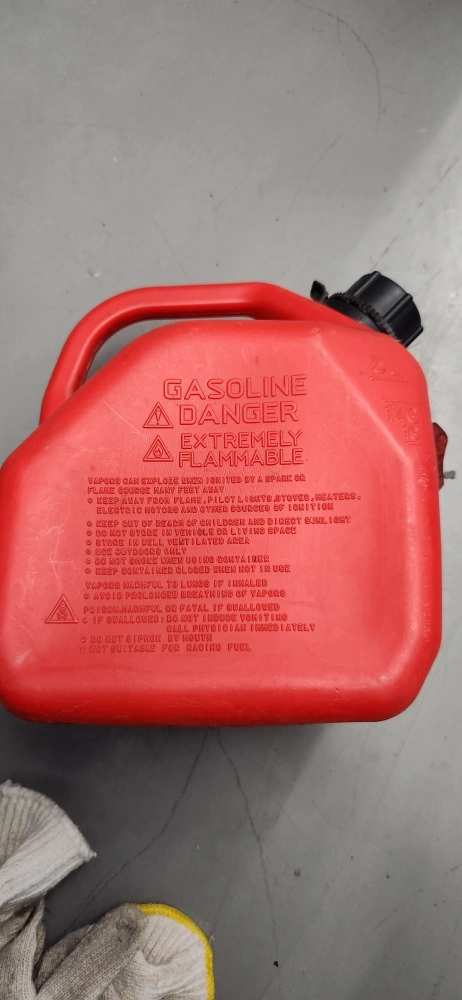 GASOLINE
DANGER
EXTREMELY
FLAMMABLE
VAPORS CAN EXPLODE WHEN IGNITED BY A SPARK OR
FLAME SOURCE MANY FEET AWAY
KEEP AWAY FROM FLAME, PILOT LIGHTS, STOVES, HEATERS,
ELECTRIC MOTORS AND OTHER SOURCES OF IGNITION
KEEP OUT OF REACH OF CHILDREN AND DIRECT SUNLIGHT
DO NOT STORE IN VEHICLE OR LIVING SPACE
STORE IN WELL VENTILATED AREA
USE OUTDOORS ONLY
DO NOT SMOKE WHEN USING CONTAINER
KEEP CONTAINER CLOSED WHEN NOT IN USE
VAPORS HARMFUL TO LUNGS IF INHALED
AVOID PROLONGED BREATHING OF VAPORS
POISON, HARMFUL OR FATAL IF SWALLOWED
IF SWALLOWED: DO NOT INDUCE VOMITING
CALL PHYSICIAN IMMEDIATELY
DO NOT SIPHON BY MOUTH
NOT SUITABLE FOR RACING FUEL
5L